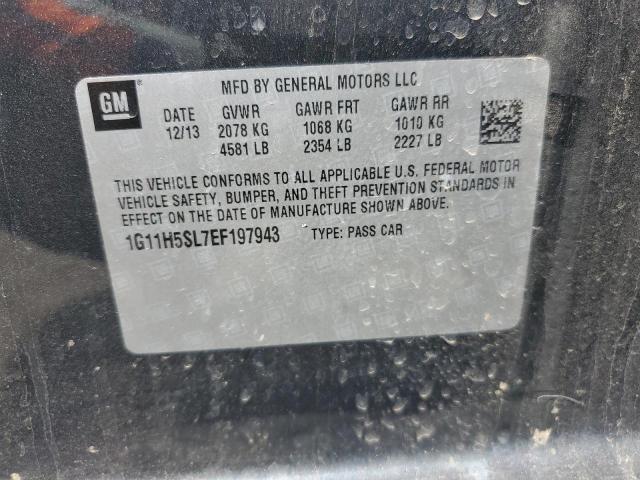 GM
MFD BY GENERAL MOTORS LLC
DATE GVWR GAWR FRT GAWR RR
12/13 2078 KG 1068 KG 1010 KG
4581 LB 2354 LB 2227 LB
THIS VEHICLE CONFORMS TO ALL APPLICABLE U.S. FEDERAL MOTOR
VEHICLE SAFETY, BUMPER, AND THEFT PREVENTION STANDARDS IN
EFFECT ON THE DATE OF MANUFACTURE SHOWN ABOVE.
1G11H5SL7EF197943 TYPE: PASS CAR